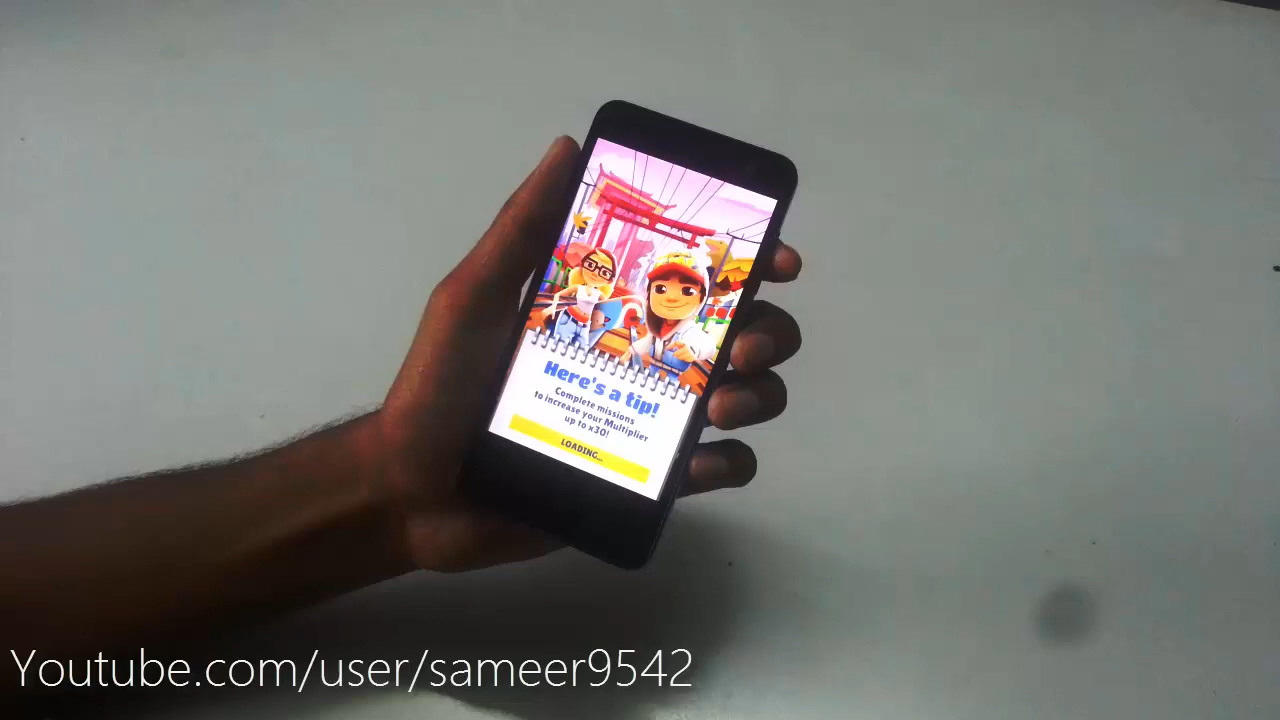 Here's a tip!
Complete missions
to increase your Multiplier
up to x30!
LOADING...
Youtube.com/user/sameer9542